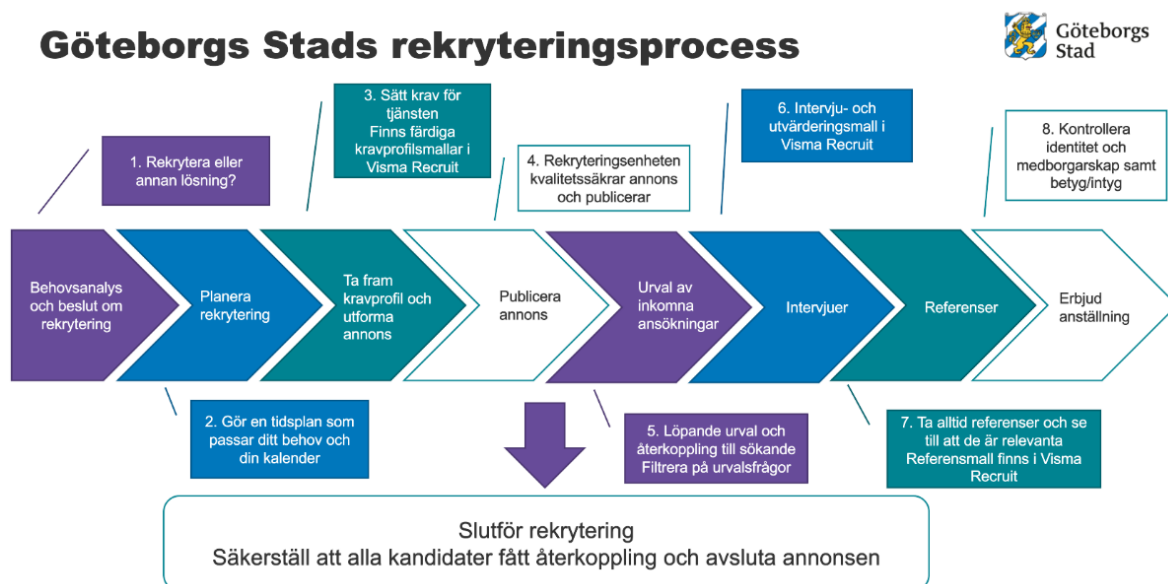 Göteborgs Stads rekryteringsprocess
Göteborgs
Stad
1. Rekrytera eller
annan lösning?
3. Sätt krav för
tjänsten
Finns färdiga
kravprofilsmallar i
Visma Recruit
4. Rekryteringsenheten
kvalitetssäkrar annons
och publicerar
6. Intervju- och
utvärderingsmall i
Visma Recruit
8. Kontrollera
identitet och
medborgarskap samt
betyg/intyg
Behovsanalys
och beslut om
rekrytering
Planera
rekrytering
Ta fram
kravprofil och
utforma
annons
Publicera
annons
Urval av
inkomna
ansökningar
Intervjuer
Referenser
Erbjud
anställning
2. Gör en tidsplan som
passar ditt behov och
din kalender
5. Löpande urval och
återkoppling till sökande
Filtrera på urvalsfrågor
7. Ta alltid referenser och se
till att de är relevanta
Referensmall finns i Visma
Recruit
Slutför rekrytering
Säkerställ att alla kandidater fått återkoppling och avsluta annonsen